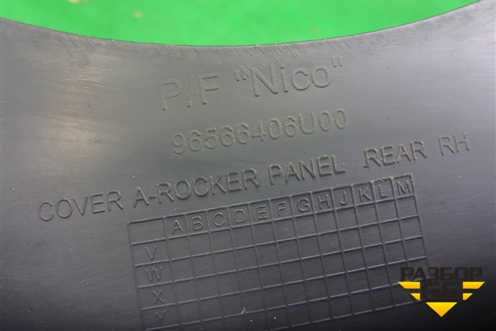 P/F "Nico"
96566406U00
COVER A-ROCKER PANEL REAR RH
A B C D E F G H J K L M
V
W
X
Y
РАЗБОР